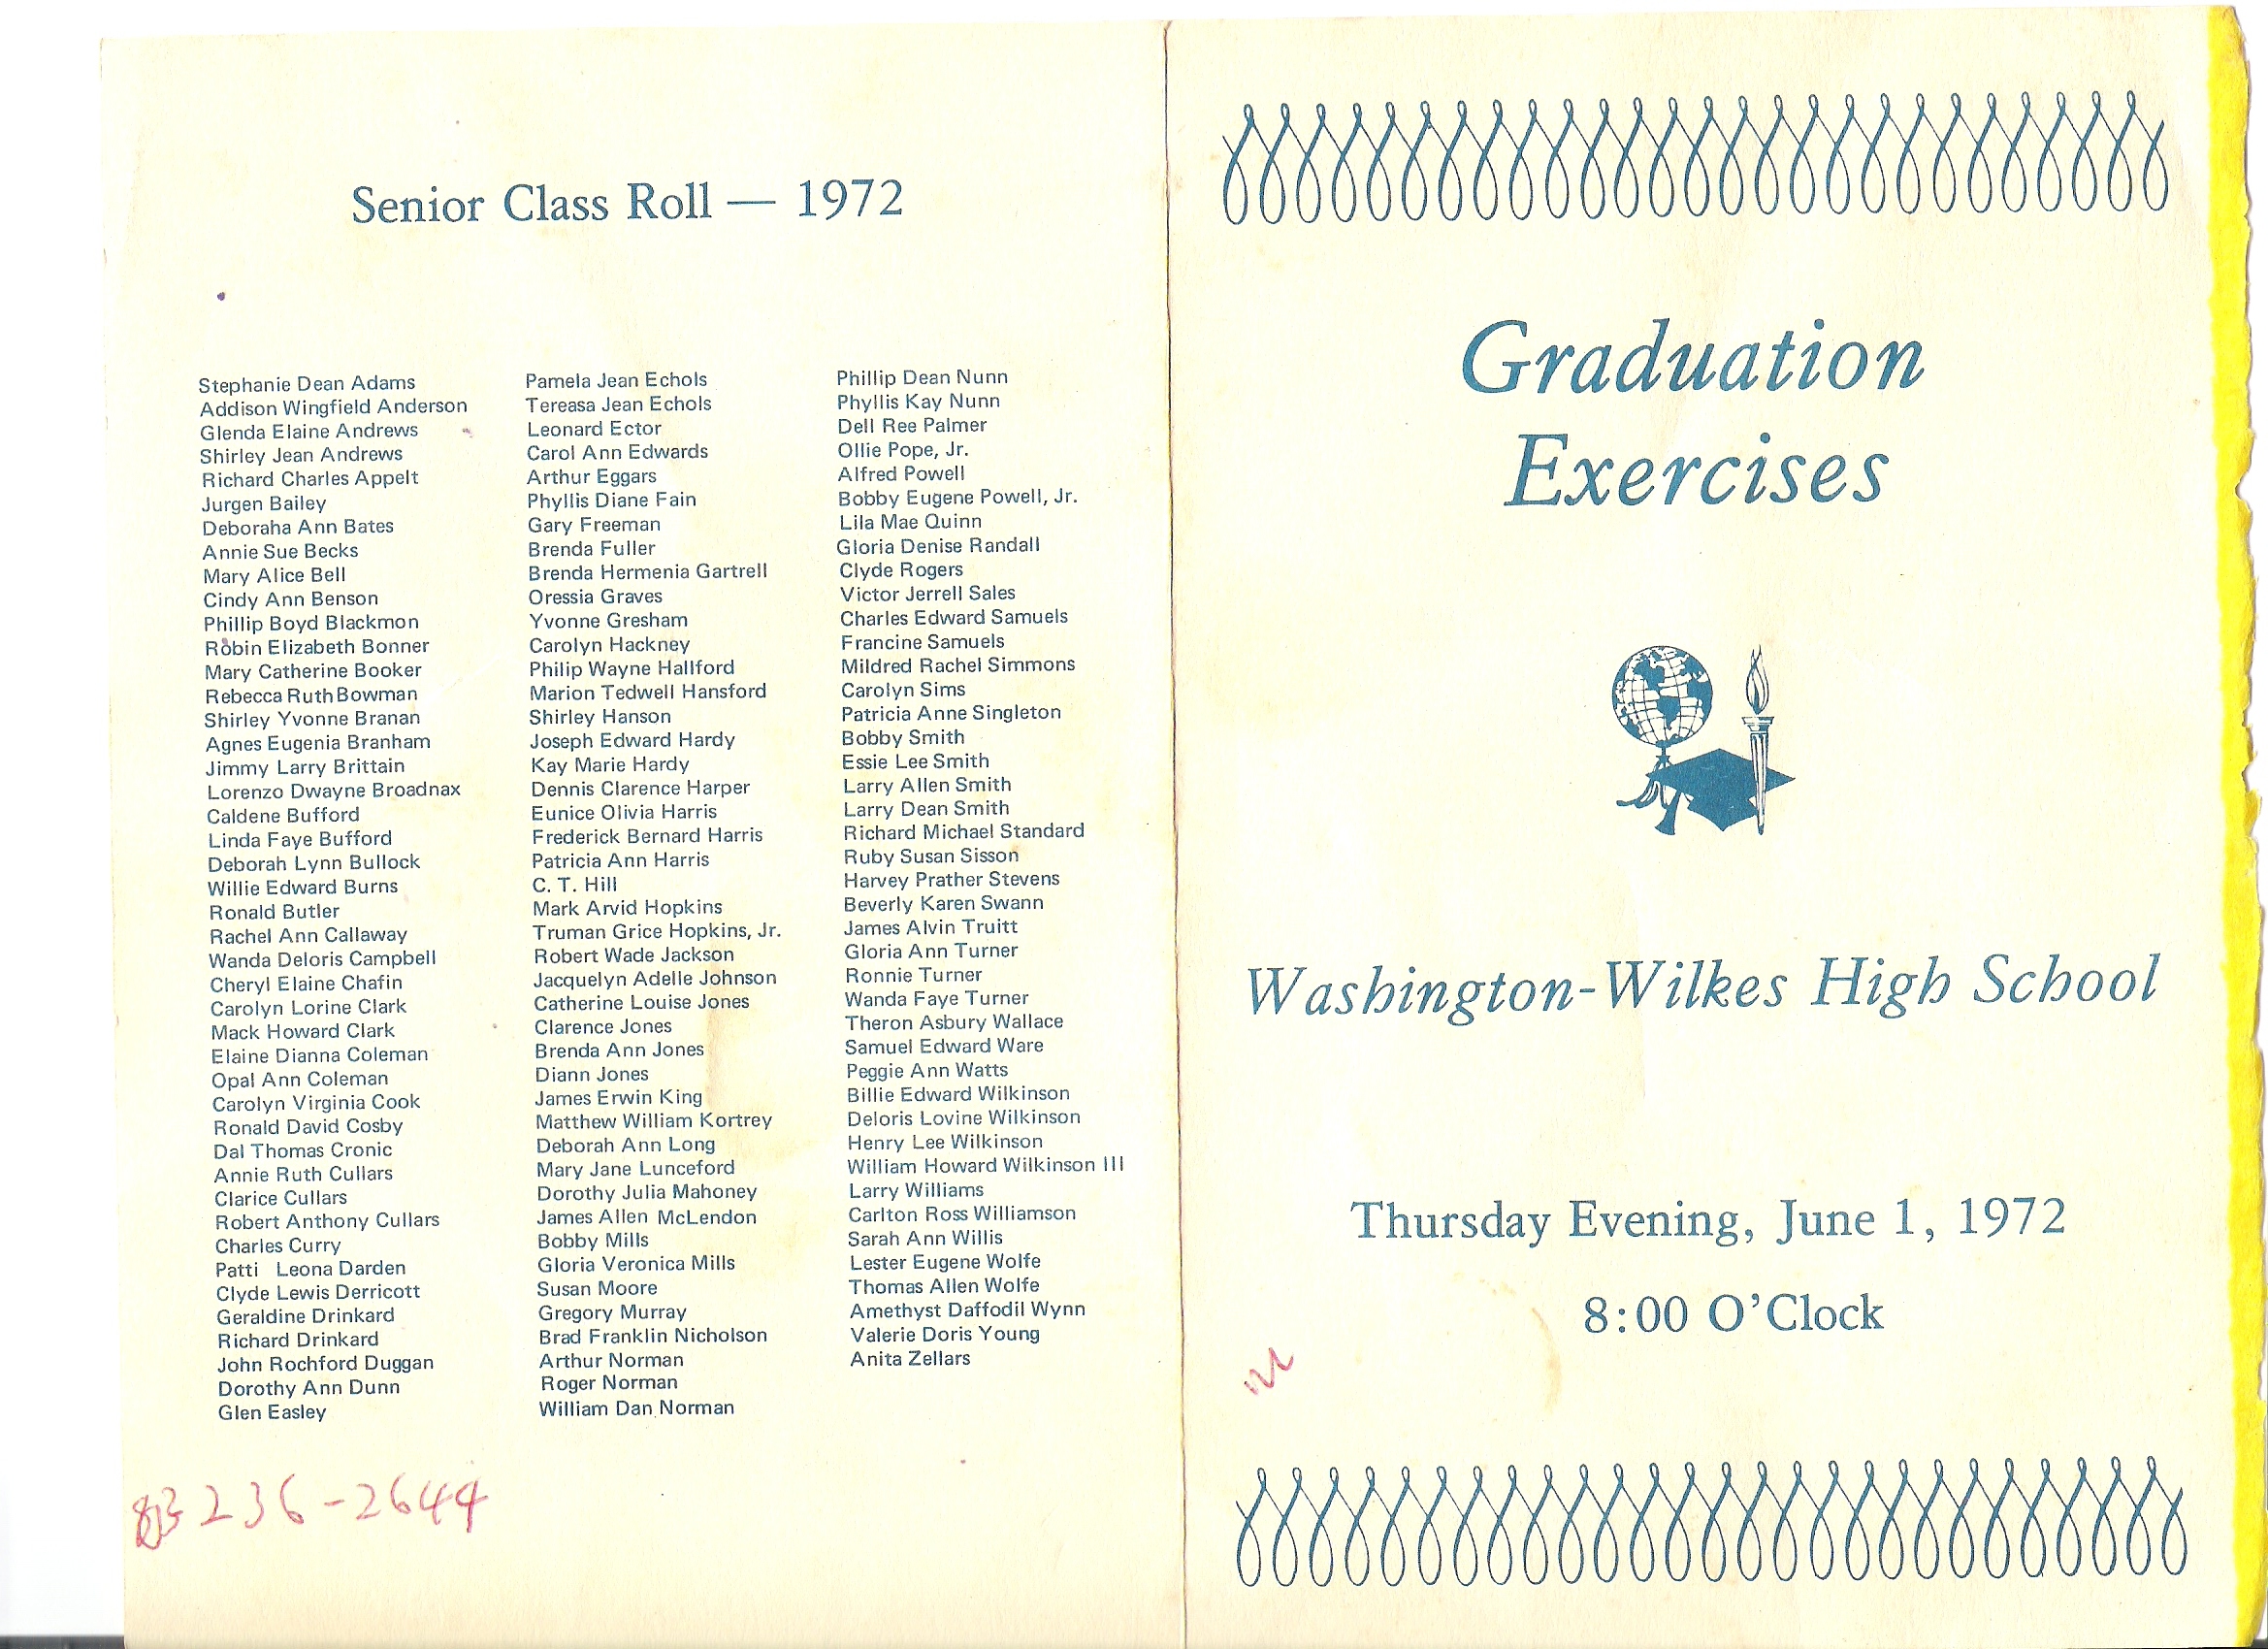 Senior Class Roll — 1972
Stephanie Dean Adams
Addison Wingfield Anderson
Glenda Elaine Andrews
Shirley Jean Andrews
Richard Charles Appelt
Jurgen Bailey
Deboraha Ann Bates
Annie Sue Becks
Mary Alice Bell
Cindy Ann Benson
Phillip Boyd Blackmon
Robin Elizabeth Bonner
Mary Catherine Booker
Rebecca Ruth Bowman
Shirley Yvonne Branan
Agnes Eugenia Branham
Jimmy Larry Brittain
Lorenzo Dwayne Broadnax
Caldene Bufford
Linda Faye Bufford
Deborah Lynn Bullock
Willie Edward Burns
Ronald Butler
Rachel Ann Callaway
Wanda Deloris Campbell
Cheryl Elaine Chafin
Carolyn Lorine Clark
Mack Howard Clark
Elaine Dianna Coleman
Opal Ann Coleman
Carolyn Virginia Cook
Ronald David Cosby
Dal Thomas Cronic
Annie Ruth Cullars
Clarice Cullars
Robert Anthony Cullars
Charles Curry
Patti Leona Darden
Clyde Lewis Derricott
Geraldine Drinkard
Richard Drinkard
John Rochford Duggan
Dorothy Ann Dunn
Glen Easley
Pamela Jean Echols
Tereasa Jean Echols
Leonard Ector
Carol Ann Edwards
Arthur Eggars
Phyllis Diane Fain
Gary Freeman
Brenda Fuller
Brenda Hermenia Gartrell
Oressia Graves
Yvonne Gresham
Carolyn Hackney
Philip Wayne Hallford
Marion Tedwell Hansford
Shirley Hanson
Joseph Edward Hardy
Kay Marie Hardy
Dennis Clarence Harper
Eunice Olivia Harris
Frederick Bernard Harris
Patricia Ann Harris
C. T. Hill
Mark Arvid Hopkins
Truman Grice Hopkins, Jr.
Robert Wade Jackson
Jacquelyn Adelle Johnson
Catherine Louise Jones
Clarence Jones
Brenda Ann Jones
Diann Jones
James Erwin King
Matthew William Kortrey
Deborah Ann Long
Mary Jane Lunceford
Dorothy Julia Mahoney
James Allen McLendon
Bobby Mills
Gloria Veronica Mills
Susan Moore
Gregory Murray
Brad Franklin Nicholson
Arthur Norman
Roger Norman
William Dan Norman
Phillip Dean Nunn
Phyllis Kay Nunn
Dell Ree Palmer
Ollie Pope, Jr.
Alfred Powell
Bobby Eugene Powell, Jr.
Lila Mae Quinn
Gloria Denise Randall
Clyde Rogers
Victor Jerrell Sales
Charles Edward Samuels
Francine Samuels
Mildred Rachel Simmons
Carolyn Sims
Patricia Anne Singleton
Bobby Smith
Essie Lee Smith
Larry Allen Smith
Larry Dean Smith
Richard Michael Standard
Ruby Susan Sisson
Harvey Prather Stevens
Beverly Karen Swann
James Alvin Truitt
Gloria Ann Turner
Ronnie Turner
Wanda Faye Turner
Theron Asbury Wallace
Samuel Edward Ware
Peggie Ann Watts
Billie Edward Wilkinson
Deloris Lovine Wilkinson
Henry Lee Wilkinson
William Howard Wilkinson III
Larry Williams
Carlton Ross Williamson
Sarah Ann Willis
Lester Eugene Wolfe
Thomas Allen Wolfe
Amethyst Daffodil Wynn
Valerie Doris Young
Anita Zellars
236-2644
Graduation
Exercises
Washington-Wilkes High School
Thursday Evening, June 1, 1972
8:00 O'Clock